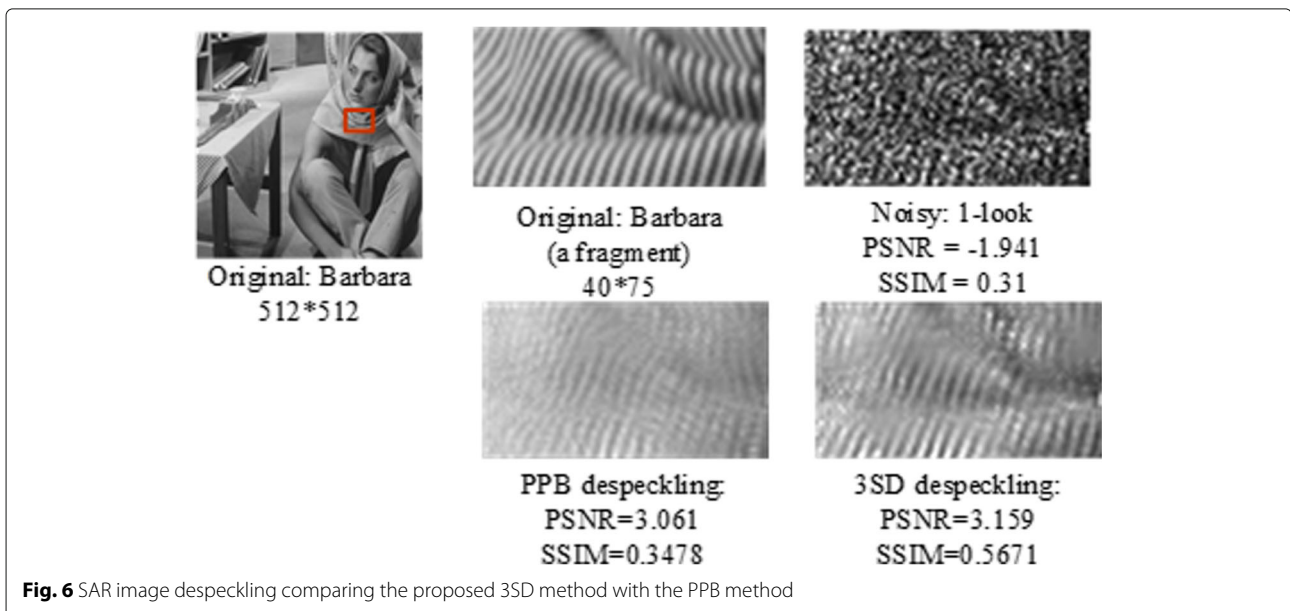 Original: Barbara
512*512
Original: Barbara
(a fragment)
40*75
Noisy: 1-look
PSNR = -1.941
SSIM = 0.31
PPB despeckling:
PSNR=3.061
SSIM=0.3478
3SD despeckling:
PSNR=3.159
SSIM=0.5671
Fig. 6 SAR image despeckling comparing the proposed 3SD method with the PPB method